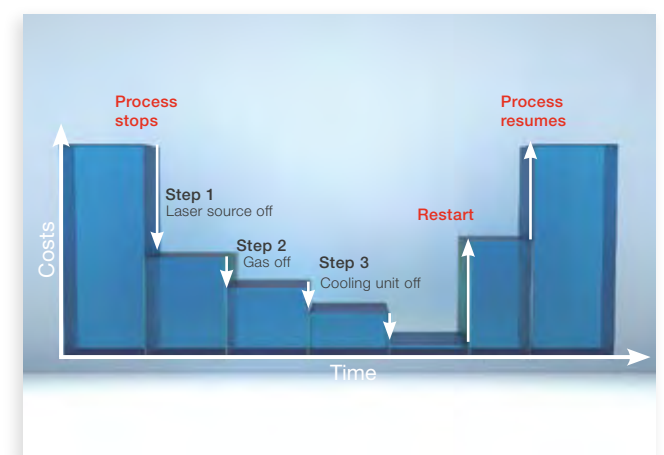 Process
stops
Process
resumes
Step 1
Laser source off
Restart
Step 2
Gas off
Step 3
Cooling unit off
Costs
Time